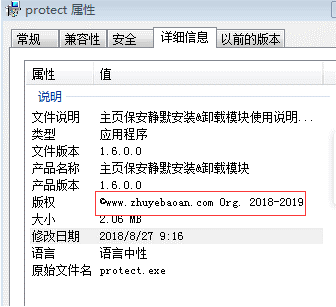 protect 属性
常规 兼容性 安全 详细信息 以前的版本
属性 值
说明
文件说明 主页保安静默安装&卸载模块使用说明...
类型 应用程序
文件版本 1.6.0.0
产品名称 主页保安静默安装&卸载模块
产品版本 1.6.0.0
版权 ©www.zhuyebaoan.com Org. 2018-2019
大小 2.06 MB
修改日期 2018/8/27 9:16
语言 语言中性
原始文件名 protect.exe